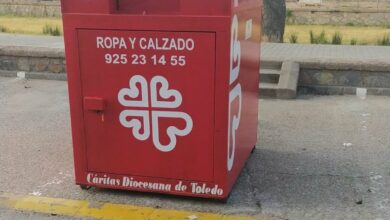 ROPA Y CALZADO
925 23 14 55
Cáritas Diocesana de Toledo